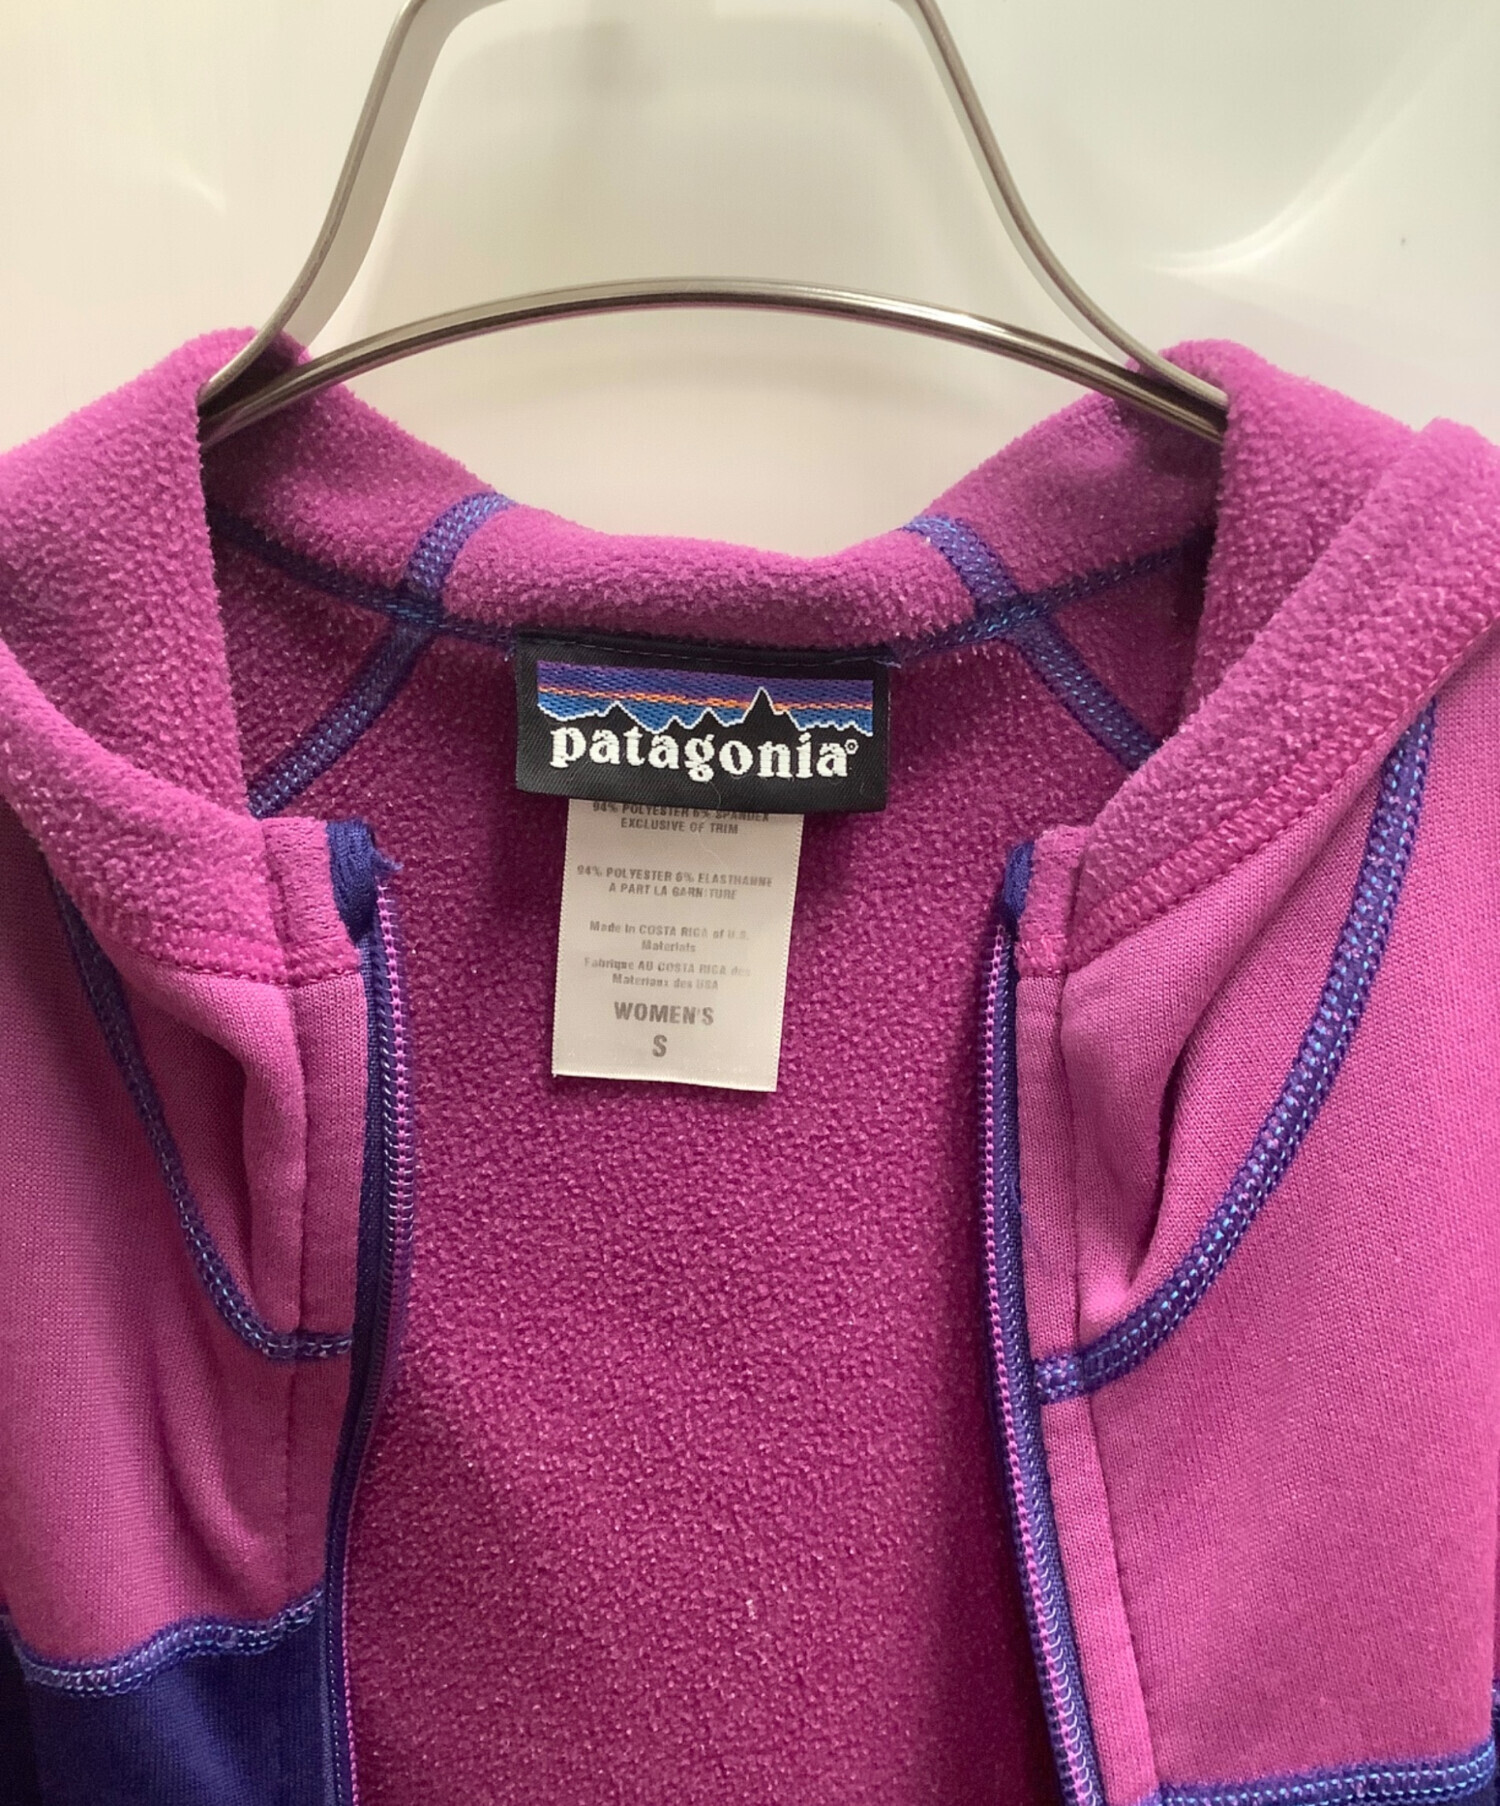 patagonia®
94% POLYESTER 6% SPANDEX
EXCLUSIVE OF TRIM
94% POLYESTER 6% ELASTHANNE
A PART LA GARNITURE
Made in COSTA RICA of U.S.
Materials
Fabrique AU COSTA RICA des
Materiaux des USA
WOMEN'S
S